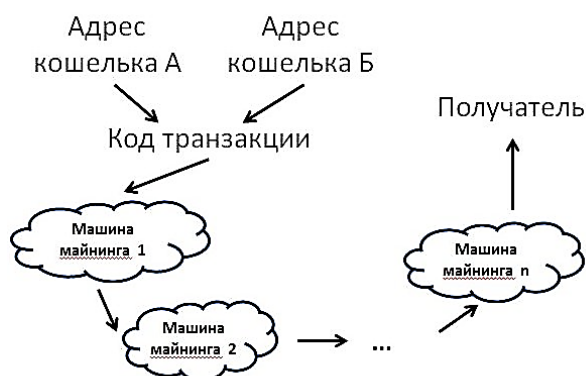 Адрес
кошелька А
Адрес
кошелька Б
Получатель
Код транзакции
Машина
майнинга 1
Машина
майнинга n
Машина
майнинга 2
...